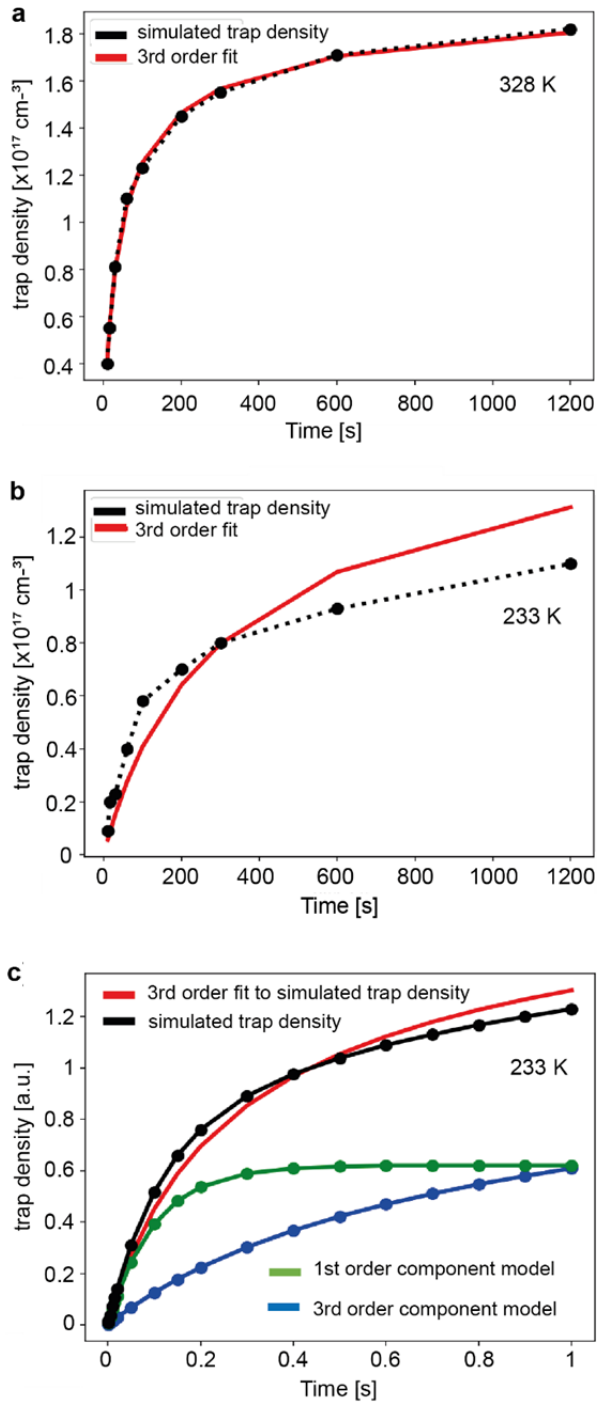 a
simulated trap density
3rd order fit
328 K
trap density [x10¹⁷ cm⁻³]
1.8
1.6
1.4
1.2
1
0.8
0.6
0.4
0
200
400
600
800
1000
1200
Time [s]
b
simulated trap density
3rd order fit
233 K
trap density [x10¹⁷ cm⁻³]
1.2
1
0.8
0.6
0.4
0.2
0
0
200
400
600
800
1000
1200
Time [s]
c
3rd order fit to simulated trap density
simulated trap density
233 K
trap density [a.u.]
1.2
1.0
0.8
0.6
0.4
0.2
0
1st order component model
3rd order component model
0
0.2
0.4
0.6
0.8
1
Time [s]